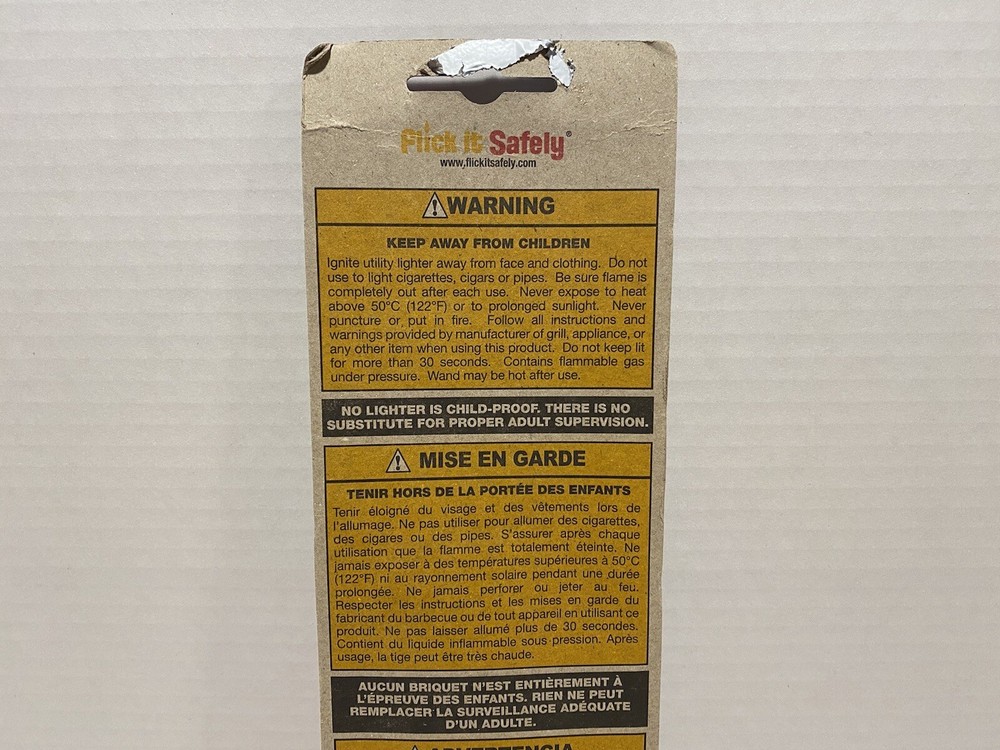 Flick It Safely®
www.flickitsafely.com
⚠WARNING
KEEP AWAY FROM CHILDREN
Ignite utility lighter away from face and clothing. Do not
use to light cigarettes, cigars or pipes. Be sure flame is
completely out after each use. Never expose to heat
above 50°C (122°F) or to prolonged sunlight. Never
puncture or put in fire. Follow all instructions and
warnings provided by manufacturer of grill, appliance, or
any other item when using this product. Do not keep lit
for more than 30 seconds. Contains flammable gas
under pressure. Wand may be hot after use.
NO LIGHTER IS CHILD-PROOF. THERE IS NO
SUBSTITUTE FOR PROPER ADULT SUPERVISION.
⚠ MISE EN GARDE
TENIR HORS DE LA PORTÉE DES ENFANTS
Tenir éloigné du visage et des vêtements lors de
l'allumage. Ne pas utiliser pour allumer des cigarettes,
des cigares ou des pipes. S'assurer après chaque
utilisation que la flamme est totalement éteinte. Ne
jamais exposer à des températures supérieures à 50°C
(122°F) ni au rayonnement solaire pendant une durée
prolongée. Ne jamais perforer ou jeter au feu.
Respecter les instructions et les mises en garde du
fabricant du barbecue ou de tout appareil en utilisant ce
produit. Ne pas laisser allumé plus de 30 secondes.
Contient du liquide inflammable sous pression. Après
usage, la tige peut être très chaude.
AUCUN BRIQUET N'EST ENTIÈREMENT À
L'ÉPREUVE DES ENFANTS. RIEN NE PEUT
REMPLACER LA SURVEILLANCE ADÉQUATE
D'UN ADULTE.
⚠ ADVERTENCIA